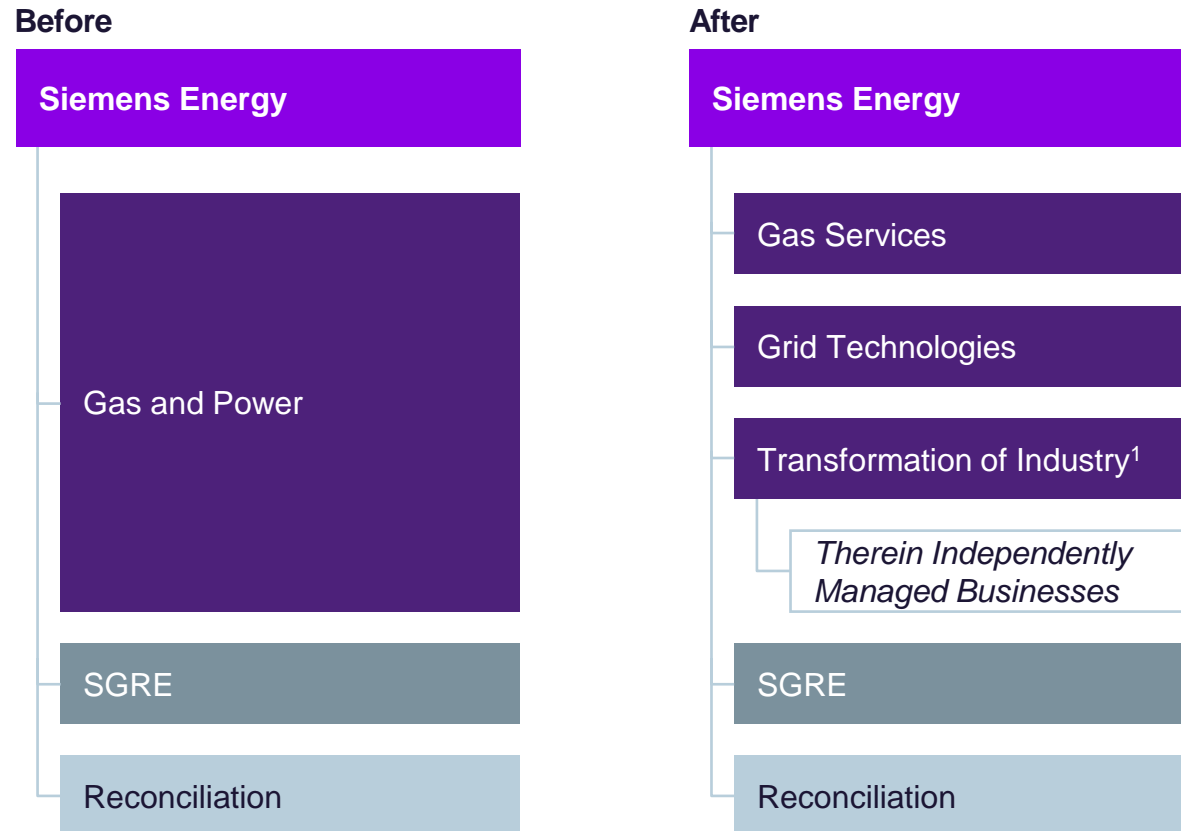 Before
Siemens Energy
Gas and Power
SGRE
Reconciliation
After
Siemens Energy
Gas Services
Grid Technologies
Transformation of Industry¹
Therein Independently
Managed Businesses
SGRE
Reconciliation